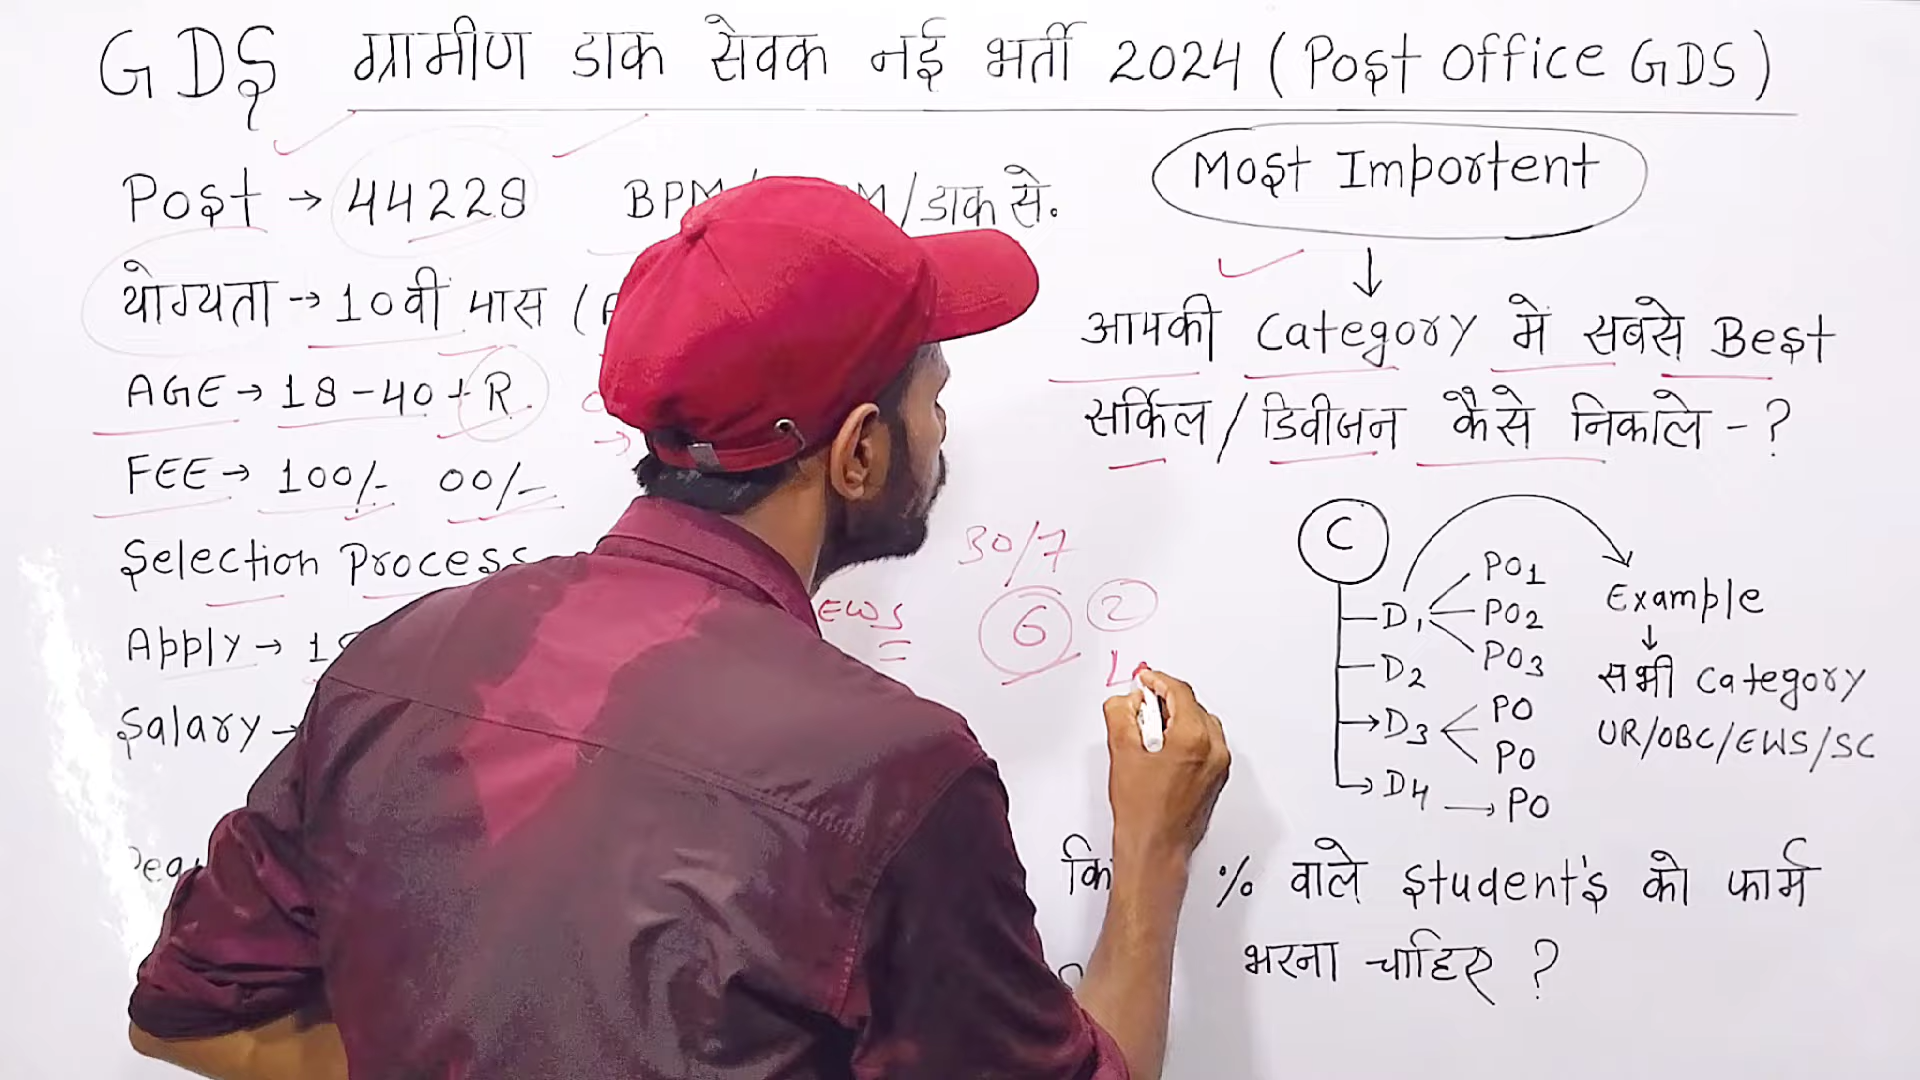 GDS ग्रामीण डाक सेवक नई भर्ती 2024 (Post Office GDS)
Post → 44228 BPM/ M/डाक से.
योग्यता → 10वी पास (
AGE → 18-40+R
FEE → 100/- 00/-
Selection Process
Apply →
Salary →
EWS
30/7
6
2
Most Importent
आपकी Category मे सबसे Best
सर्किल/डिवीजन कैसे निकाले - ?
C
D1 PO1
PO2
PO3
D2
D3 PO
PO
D4 → PO
Example
↓
सभी Category
UR/OBC/EWS/SC
% वाले student's को फार्म
भरना चाहिए ?